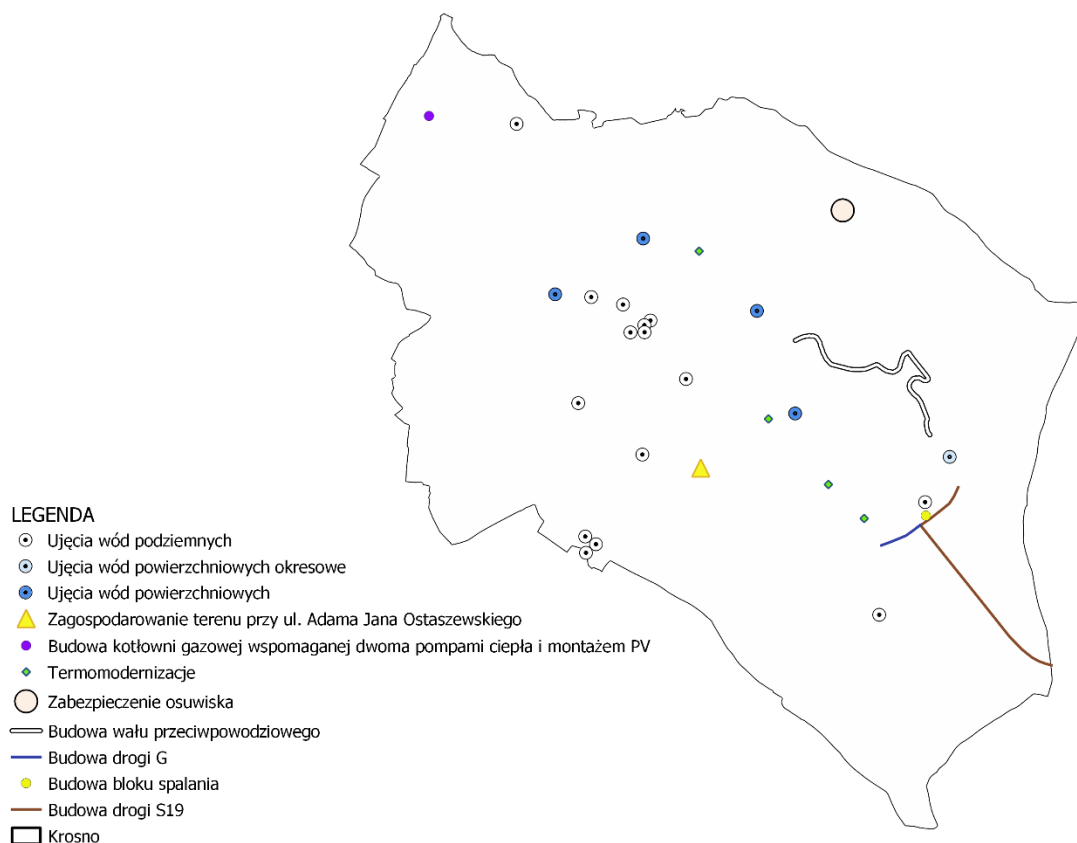 LEGENDA
Ujęcia wód podziemnych
Ujęcia wód powierzchniowych okresowe
Ujęcia wód powierzchniowych
Zagospodarowanie terenu przy ul. Adama Jana Ostaszewskiego
Budowa kotłowni gazowej wspomaganej dwoma pompami ciepła i montażem PV
Termomodernizacje
Zabezpieczenie osuwiska
Budowa wału przeciwpowodziowego
Budowa drogi G
Budowa bloku spalania
Budowa drogi S19
Krosno